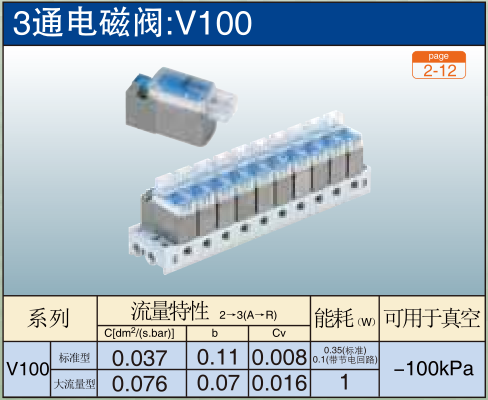 3通电磁阀:V100
page
2-12
系列 流量特性 2→3(A→R) 能耗(W) 可用于真空
C[dm²/(s.bar)] b Cv
V100 标准型 0.037 0.11 0.008 0.35(标准) 0.1(带节电回路) −100kPa
大流量型 0.076 0.07 0.016 1